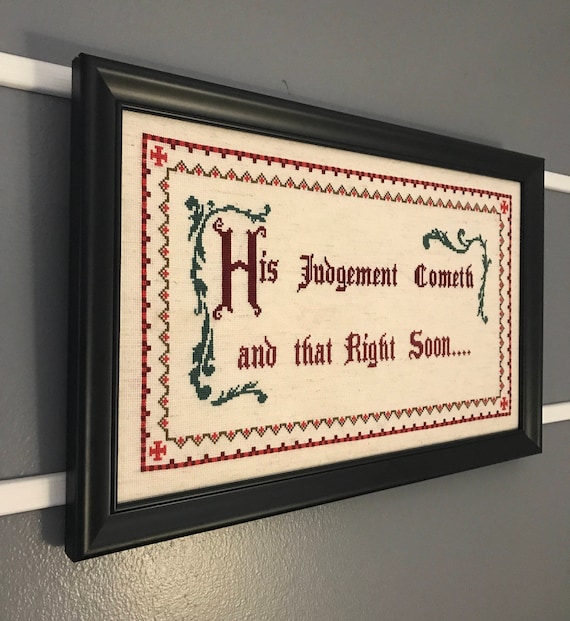 His Judgement Cometh
and that Right Soon....